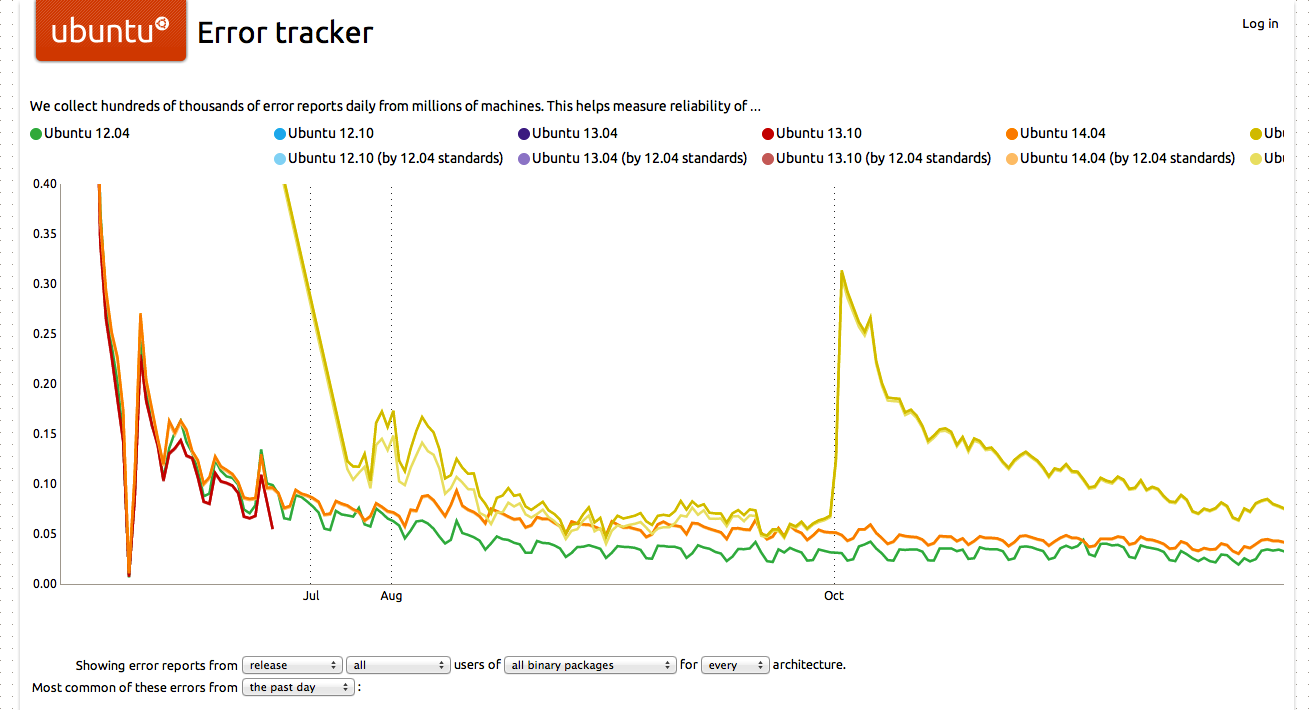 ubuntu Error tracker Log in
We collect hundreds of thousands of error reports daily from millions of machines. This helps measure reliability of ...
Ubuntu 12.04 Ubuntu 12.10 Ubuntu 13.04 Ubuntu 13.10 Ubuntu 14.04 Ub
Ubuntu 12.10 (by 12.04 standards) Ubuntu 13.04 (by 12.04 standards) Ubuntu 13.10 (by 12.04 standards) Ubuntu 14.04 (by 12.04 standards) Ub
0.40
0.35
0.30
0.25
0.20
0.15
0.10
0.05
0.00
Jul Aug Oct
Showing error reports from release all users of all binary packages for every architecture.
Most common of these errors from the past day :